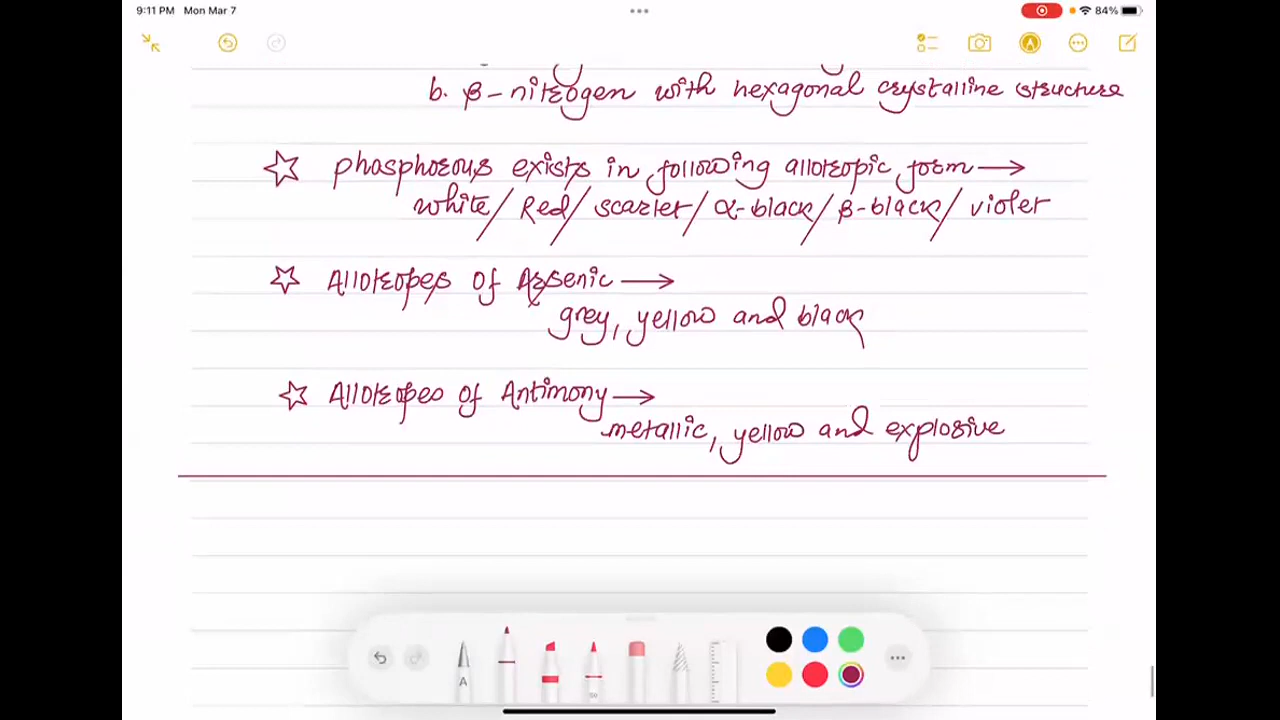 9:11 PM Mon Mar 7
84%
b. β-nitrogen with hexagonal crystalline structure
☆ phosphorous exists in following allotropic form →
white/ Red/ scarlet/ α-black/ β-black/ violet
☆ Allotropes of Arsenic →
grey, yellow and black
☆ Allotropes of Antimony →
metallic, yellow and explosive
A
50